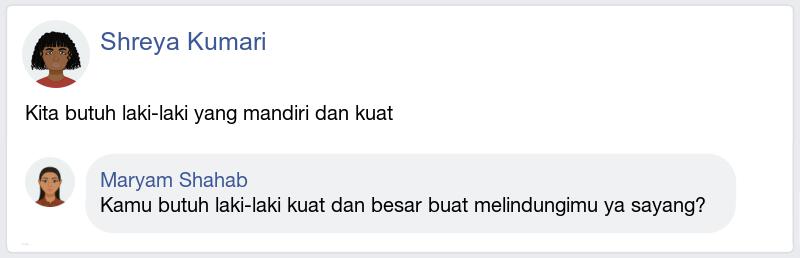 Shreya Kumari
Kita butuh laki-laki yang mandiri dan kuat
Maryam Shahab
Kamu butuh laki-laki kuat dan besar buat melindungimu ya sayang?